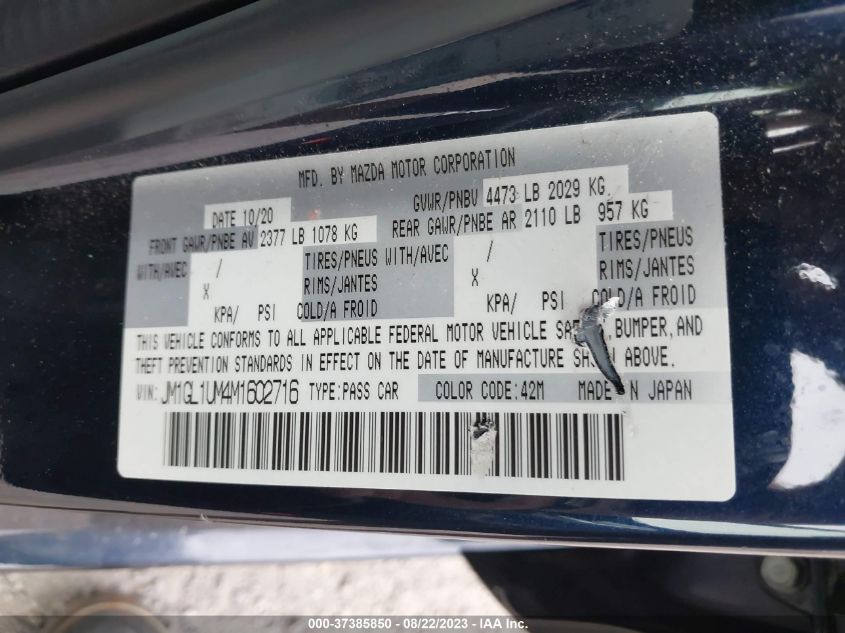 MFD. BY MAZDA MOTOR CORPORATION
DATE 10/20
GVWR/PNBV 4473 LB 2029 KG
FRONT GAWR/PNBE AV 2377 LB 1078 KG
REAR GAWR/PNBE AR 2110 LB 957 KG
WITH/AVEC / TIRES/PNEUS WITH/AVEC / TIRES/PNEUS
X RIMS/JANTES X RIMS/JANTES
KPA/ PSI COLD/A FROID KPA/ PSI COLD/A FROID
THIS VEHICLE CONFORMS TO ALL APPLICABLE FEDERAL MOTOR VEHICLE BUMPER, AND
THEFT PREVENTION STANDARDS IN EFFECT ON THE DATE OF MANUFACTURE SHOWN ABOVE.
VIN: JM1GL1UM4M1602716 TYPE:PASS CAR COLOR CODE:42M MADE IN JAPAN
000-37385850 - 08/22/2023 - I.A.A. Inc.